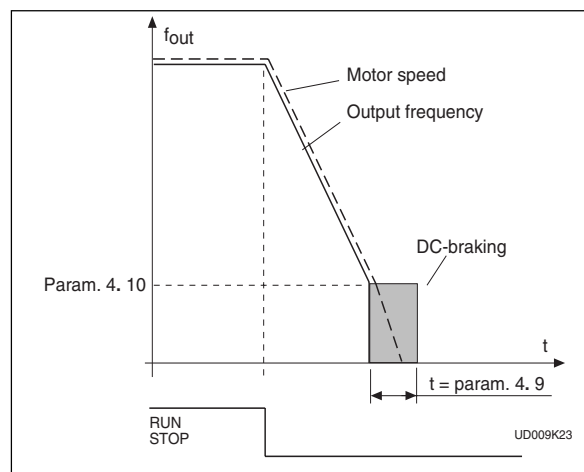 fout
Motor speed
Output frequency
DC-braking
Param. 4. 10
t
t = param. 4. 9
RUN
STOP
UD009K23